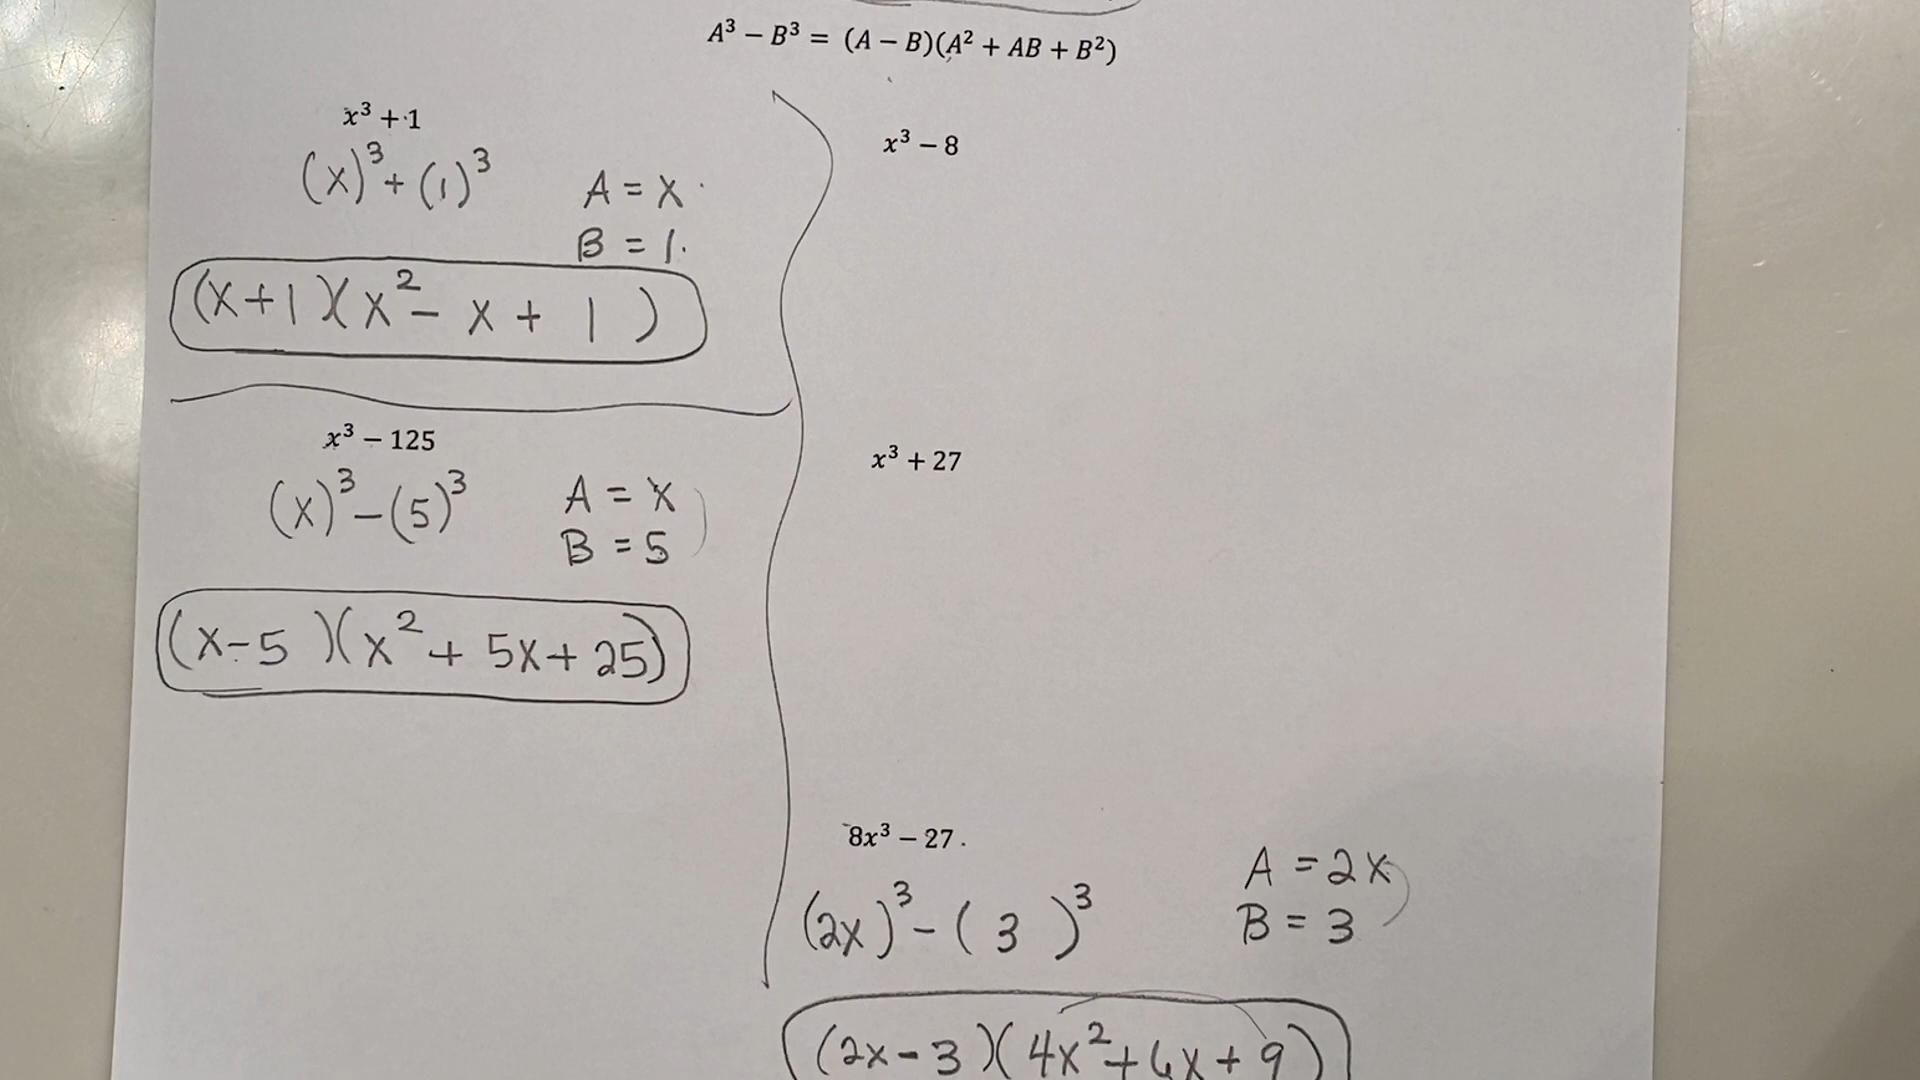 A³ − B³ = (A − B)(A² + AB + B²)
x³ + 1
(x)³ + (1)³
A = x
B = 1
(x+1)(x² − x + 1)
x³ − 125
(x)³ − (5)³
A = x
B = 5
(x−5)(x² + 5x + 25)
x³ − 8
x³ + 27
8x³ − 27
(2x)³ − (3)³
A = 2x
B = 3
(2x − 3)(4x² + 6x + 9)